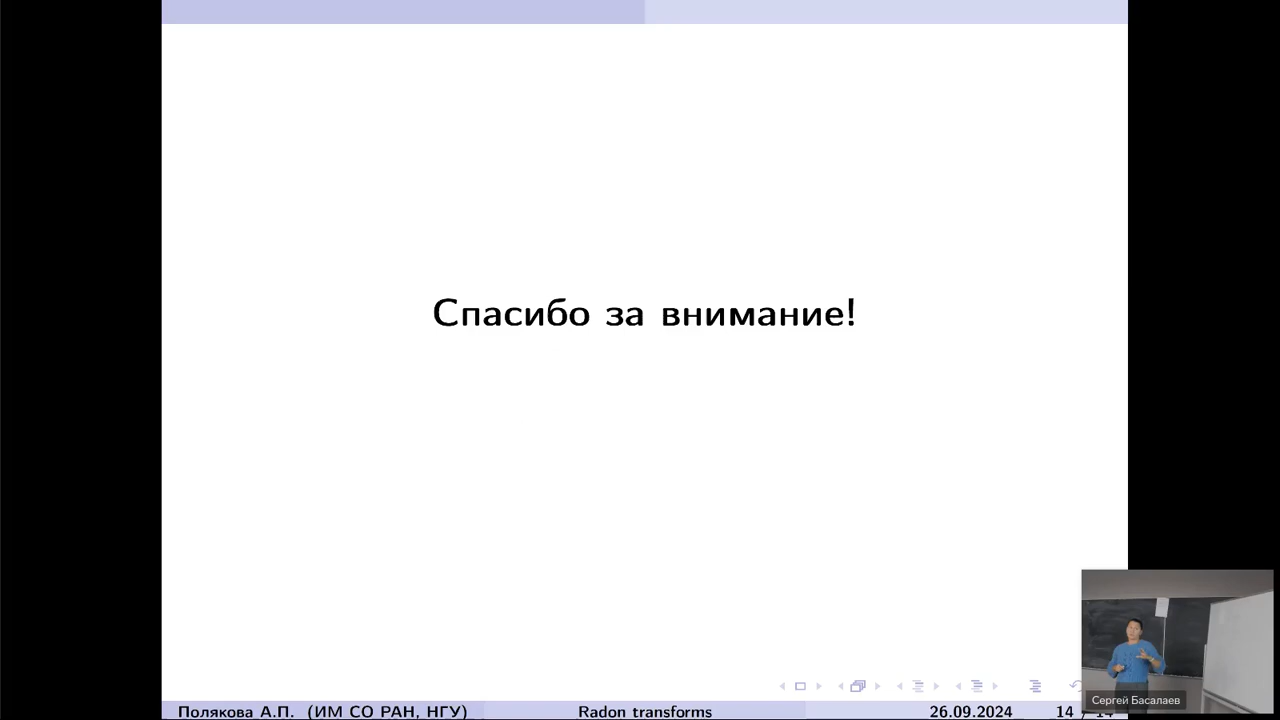 Спасибо за внимание!
Полякова А.П. (ИМ СО РАН, НГУ) Radon transforms 26.09.2024 14 / 14
Сергей Басалаев